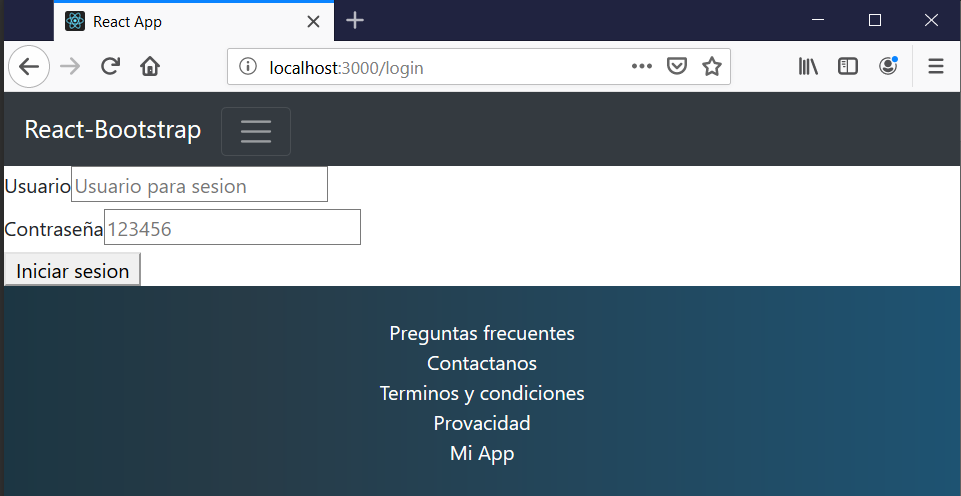 React App
localhost:3000/login
React-Bootstrap
Usuario Usuario para sesion
Contraseña 123456
Iniciar sesion
Preguntas frecuentes
Contactanos
Terminos y condiciones
Provacidad
Mi App